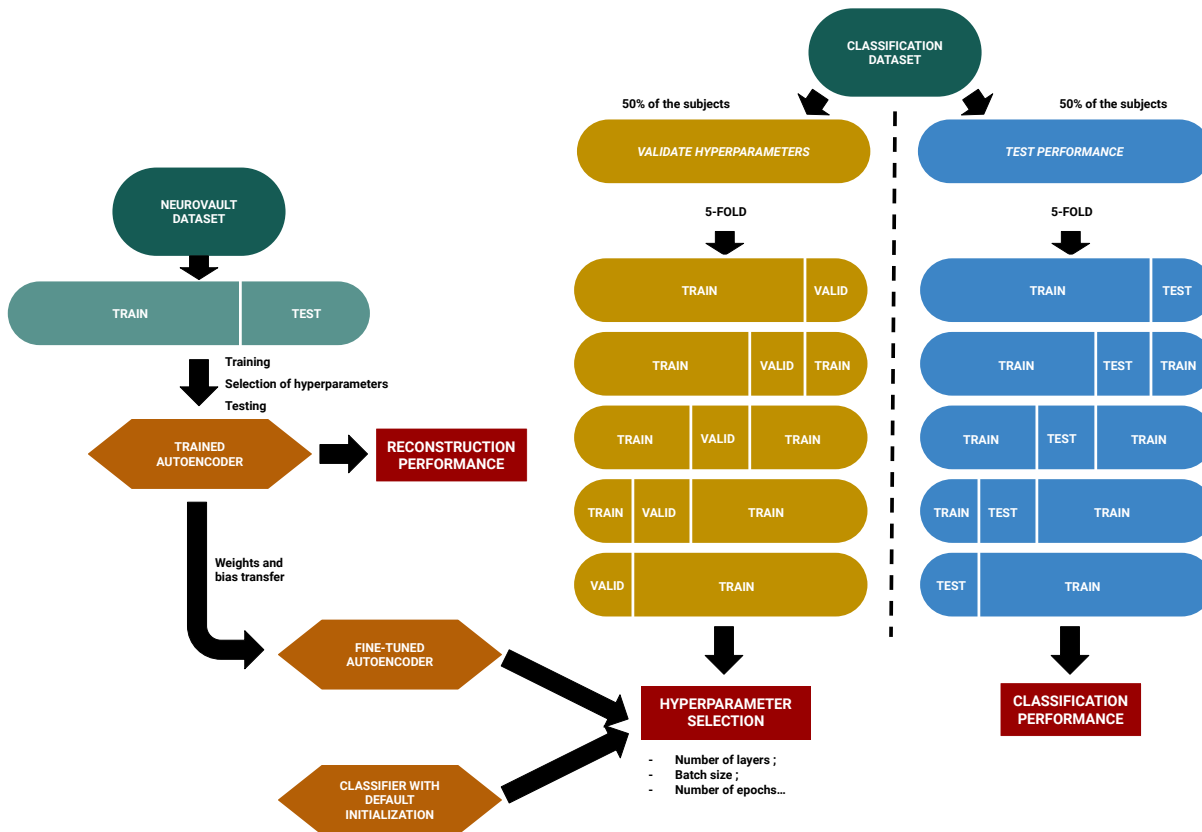 CLASSIFICATION
DATASET
50% of the subjects
50% of the subjects
VALIDATE HYPERPARAMETERS
TEST PERFORMANCE
NEUROVAULT
DATASET
5-FOLD
5-FOLD
TRAIN
VALID
TRAIN
TEST
TRAIN
TEST
TRAIN
VALID
TRAIN
TRAIN
TEST
TRAIN
Training
Selection of hyperparameters
Testing
TRAINED
AUTOENCODER
RECONSTRUCTION
PERFORMANCE
TRAIN
VALID
TRAIN
TRAIN
TEST
TRAIN
TRAIN
VALID
TRAIN
TRAIN
TEST
TRAIN
Weights and
bias transfer
VALID
TRAIN
TEST
TRAIN
FINE-TUNED
AUTOENCODER
HYPERPARAMETER
SELECTION
CLASSIFICATION
PERFORMANCE
- Number of layers ;
- Batch size ;
- Number of epochs...
CLASSIFIER WITH
DEFAULT
INITIALIZATION